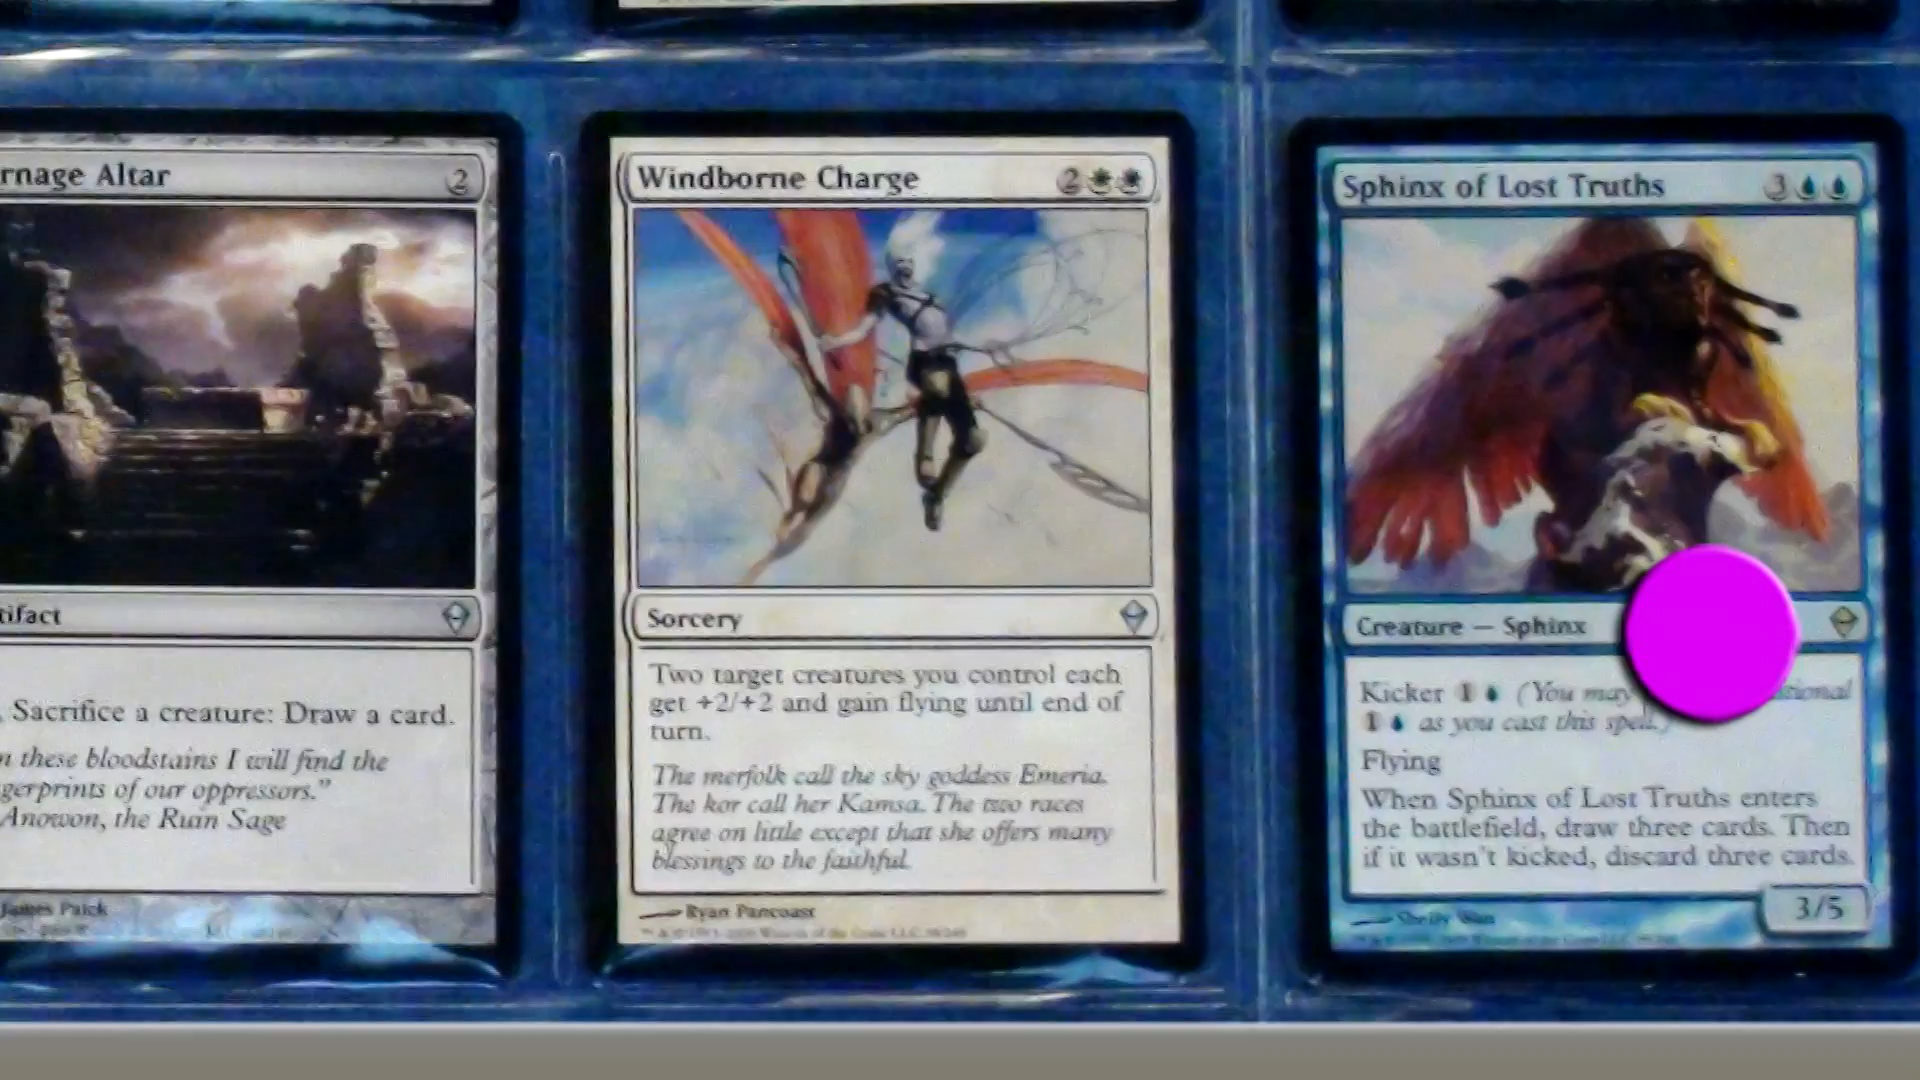 rnage Altar 2
tifact
, Sacrifice a creature: Draw a card.
n these bloodstains I will find the
gerprints of our oppressors."
Anowon, the Ruin Sage
James Paick
Windborne Charge 2
Sorcery
Two target creatures you control each
get +2/+2 and gain flying until end of
turn.
The merfolk call the sky goddess Emeria.
The kor call her Kamsa. The two races
agree on little except that she offers many
blessings to the faithful.
Ryan Pancoast
Sphinx of Lost Truths 3
Creature — Sphinx
Kicker 1 (You may tional
1 as you cast this spell.)
Flying
When Sphinx of Lost Truths enters
the battlefield, draw three cards. Then
if it wasn't kicked, discard three cards.
3/5